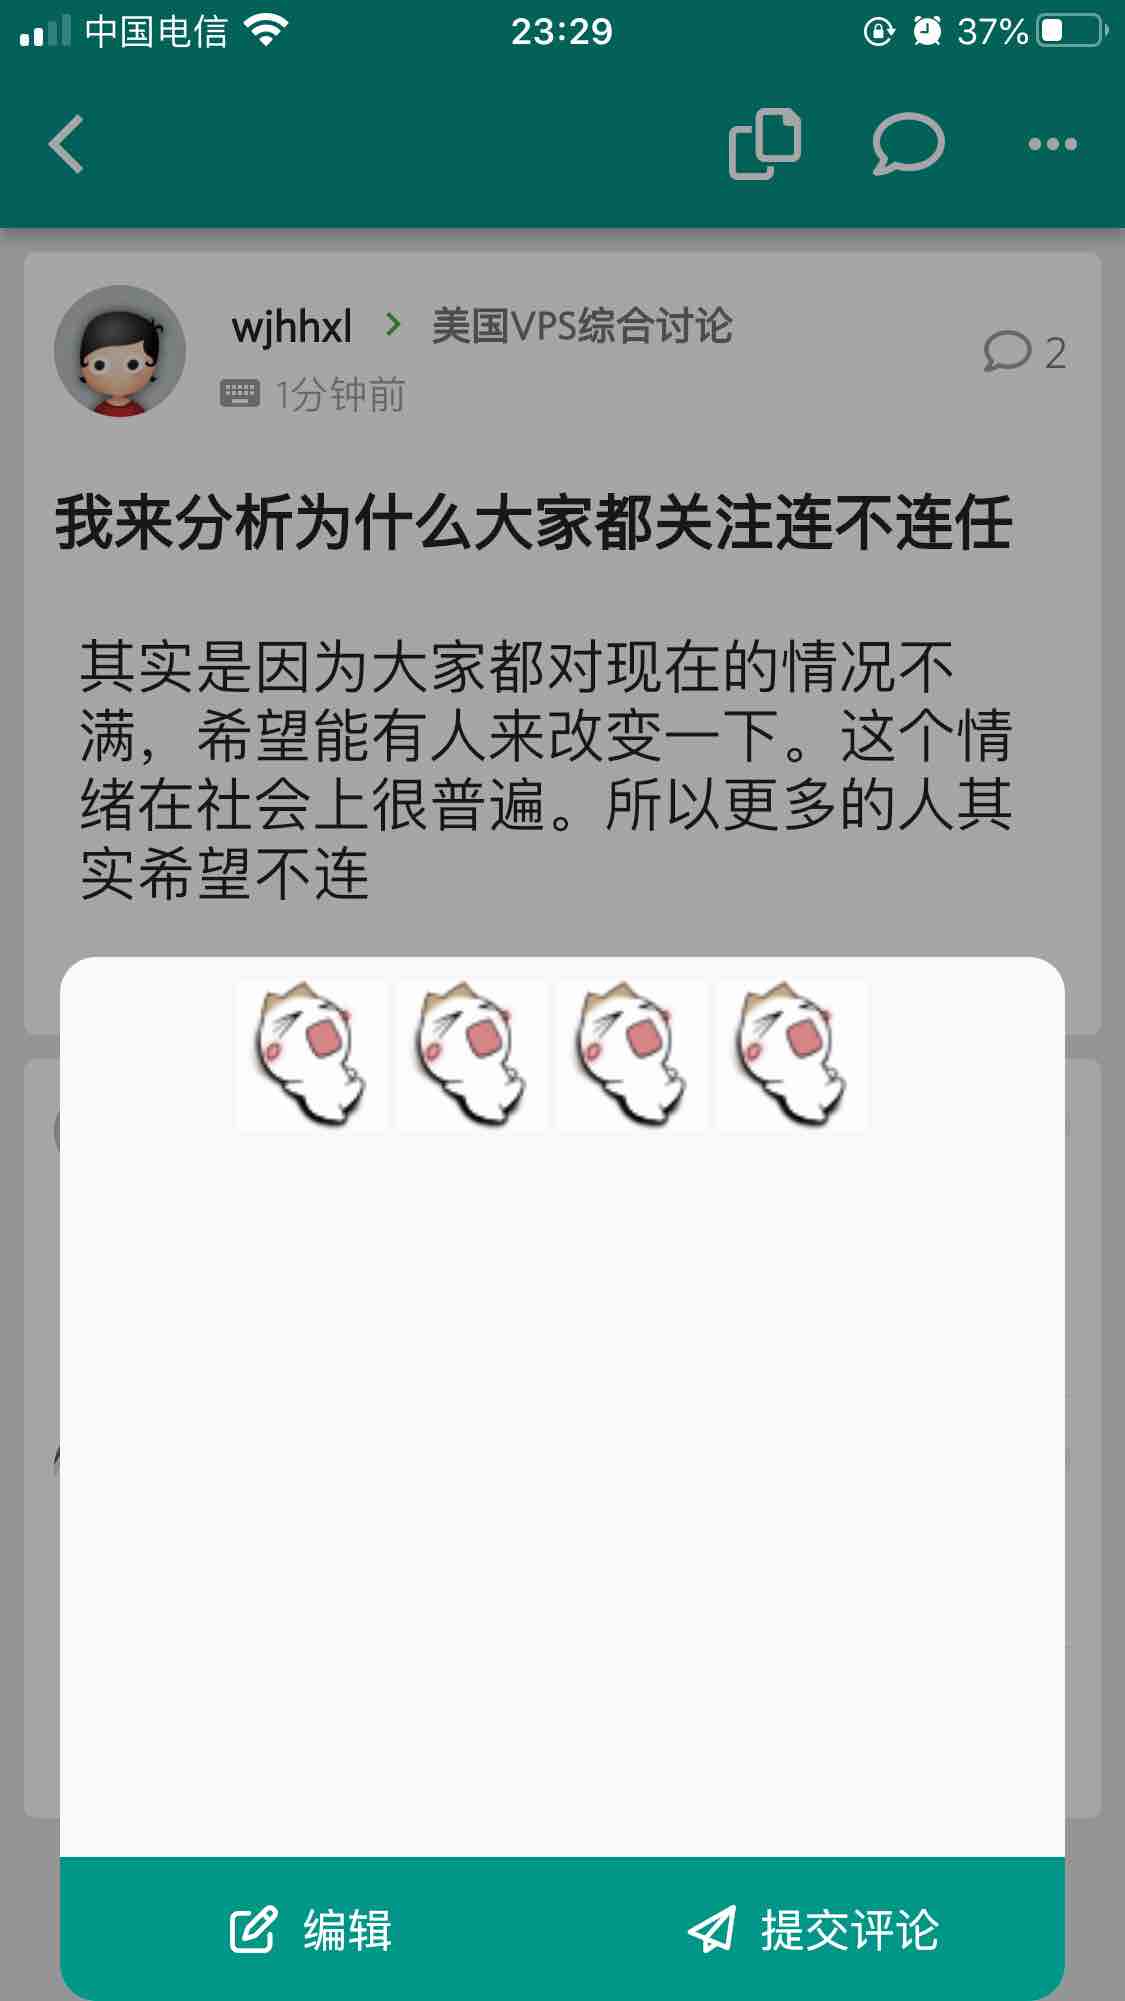 中国电信
23:29
37%
wjhhxl
美国VPS综合讨论
2
1分钟前
我来分析为什么大家都关注连不连任
其实是因为大家都对现在的情况不
满，希望能有人来改变一下。这个情
绪在社会上很普遍。所以更多的人其
实希望不连
编辑
提交评论